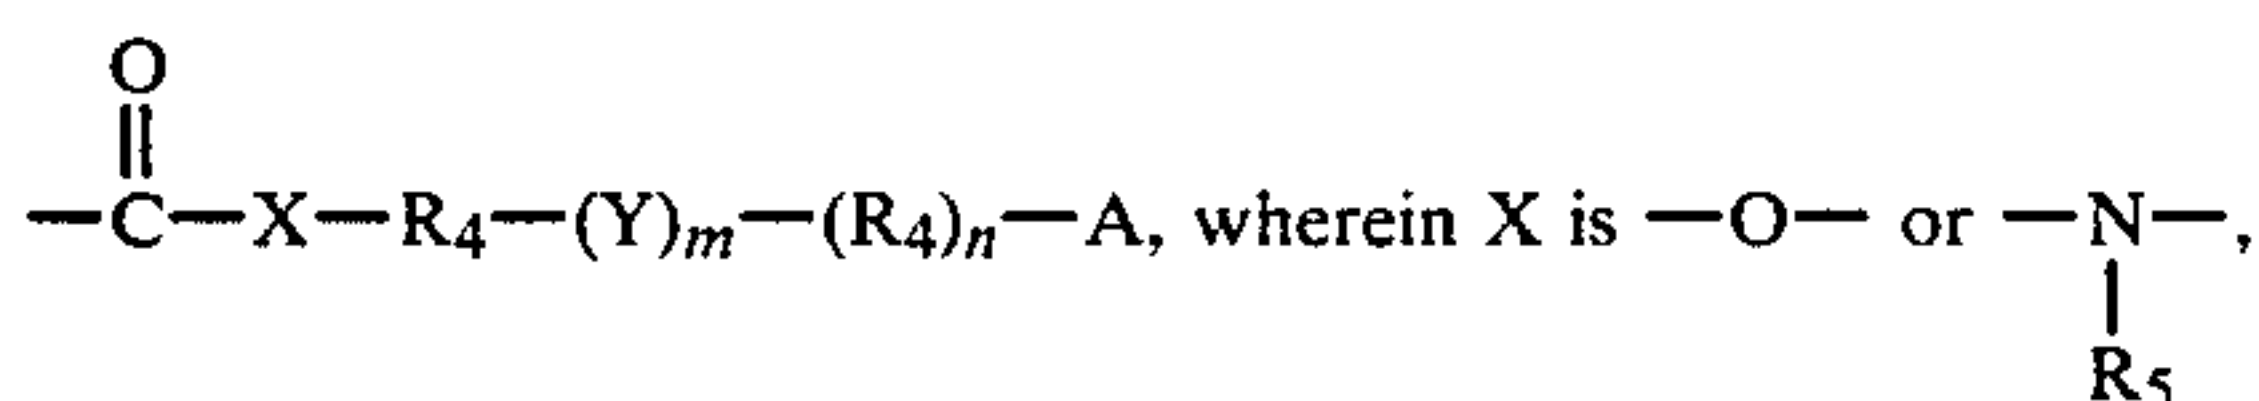 O
—C—X—R₄—(Y)ₘ—(R₄)ₙ—A, wherein X is —O— or —N—,
R₅